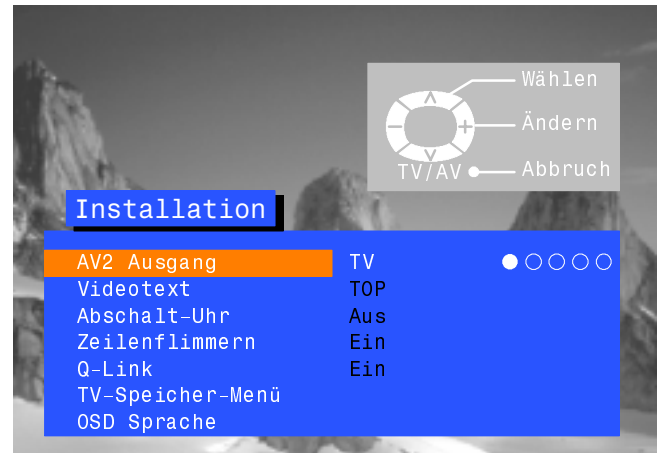 Wählen
Ändern
TV/AV Abbruch
Installation
AV2 Ausgang TV
Videotext TOP
Abschalt-Uhr Aus
Zeilenflimmern Ein
Q-Link Ein
TV-Speicher-Menü
OSD Sprache